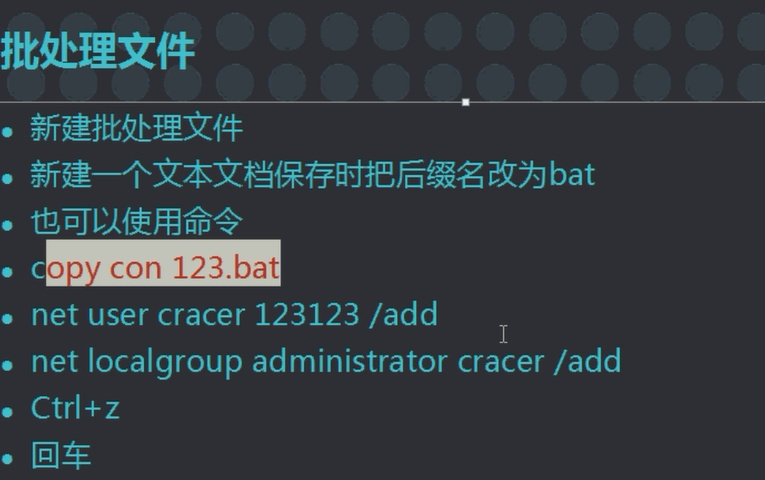 批处理文件
新建批处理文件
新建一个文本文档保存时把后缀名改为bat
也可以使用命令
copy con 123.bat
net user cracer 123123 /add
net localgroup administrator cracer /add
Ctrl+z
回车